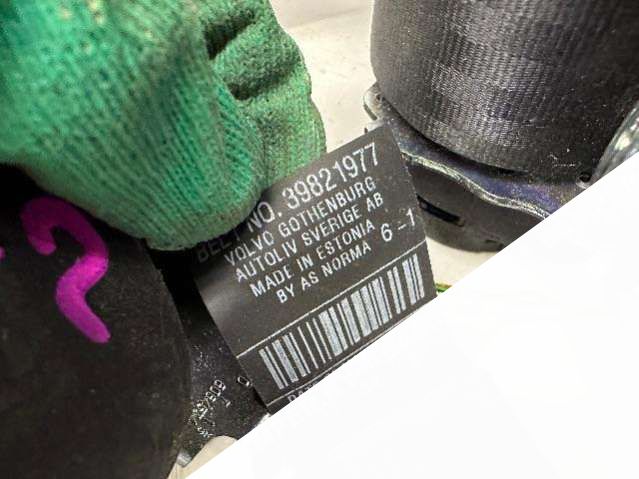 BELT NO. 39821977
VOLVO GOTHENBURG
AUTOLIV SVERIGE AB
MADE IN ESTONIA
BY AS NORMA 6-1
?